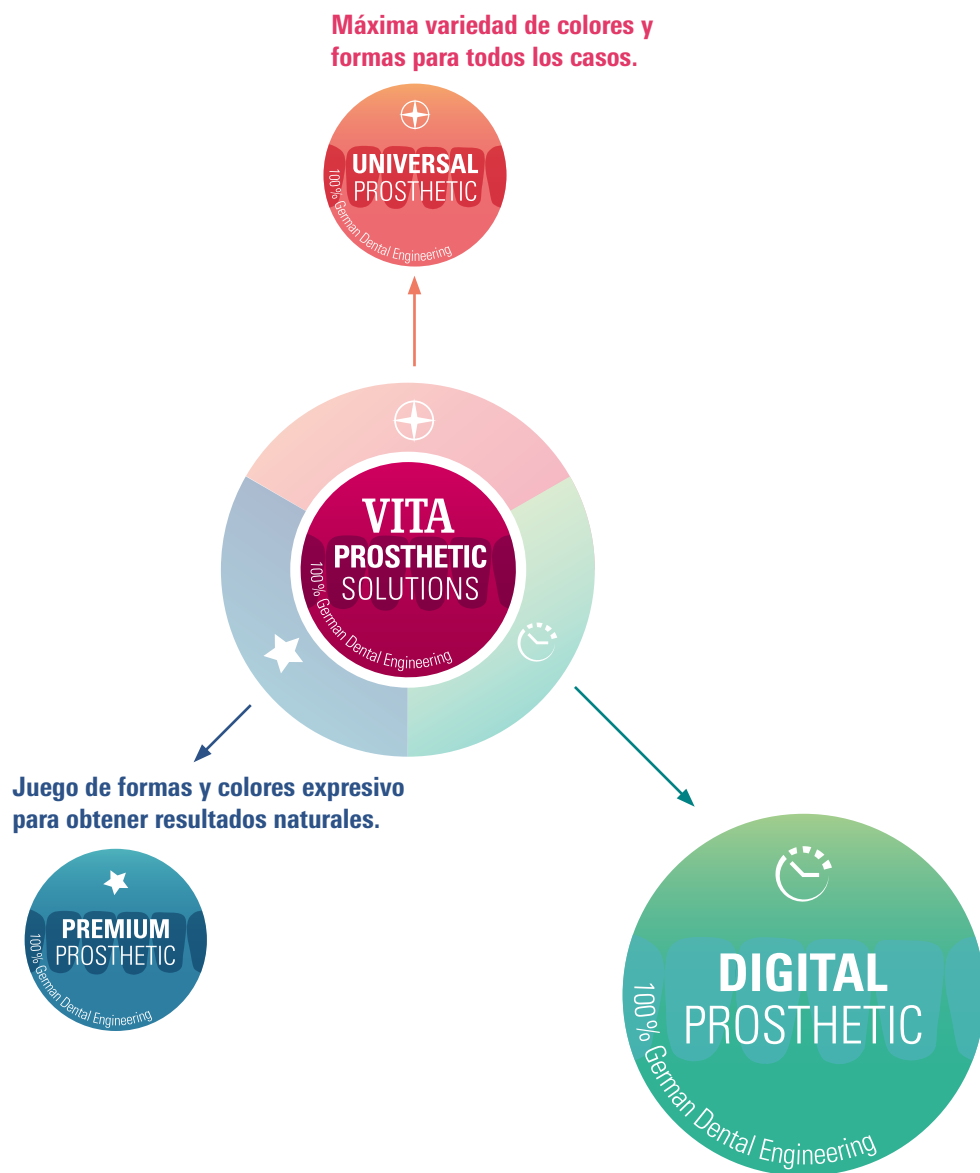 Máxima variedad de colores y
formas para todos los casos.
UNIVERSAL
PROSTHETIC
100 % German Dental Engineering
VITA
PROSTHETIC
SOLUTIONS
100 % German Dental Engineering
Juego de formas y colores expresivo
para obtener resultados naturales.
PREMIUM
PROSTHETIC
100 % German Dental Engineering
DIGITAL
PROSTHETIC
100 % German Dental Engineering